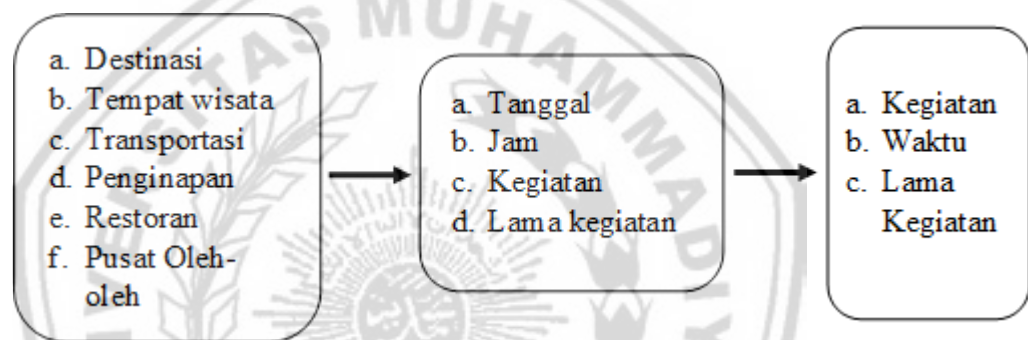 a. Destinasi
b. Tempat wisata
c. Transportasi
d. Penginapan
e. Restoran
f. Pusat Oleh-
oleh
a. Tanggal
b. Jam
c. Kegiatan
d. Lama kegiatan
a. Kegiatan
b. Waktu
c. Lama
Kegiatan